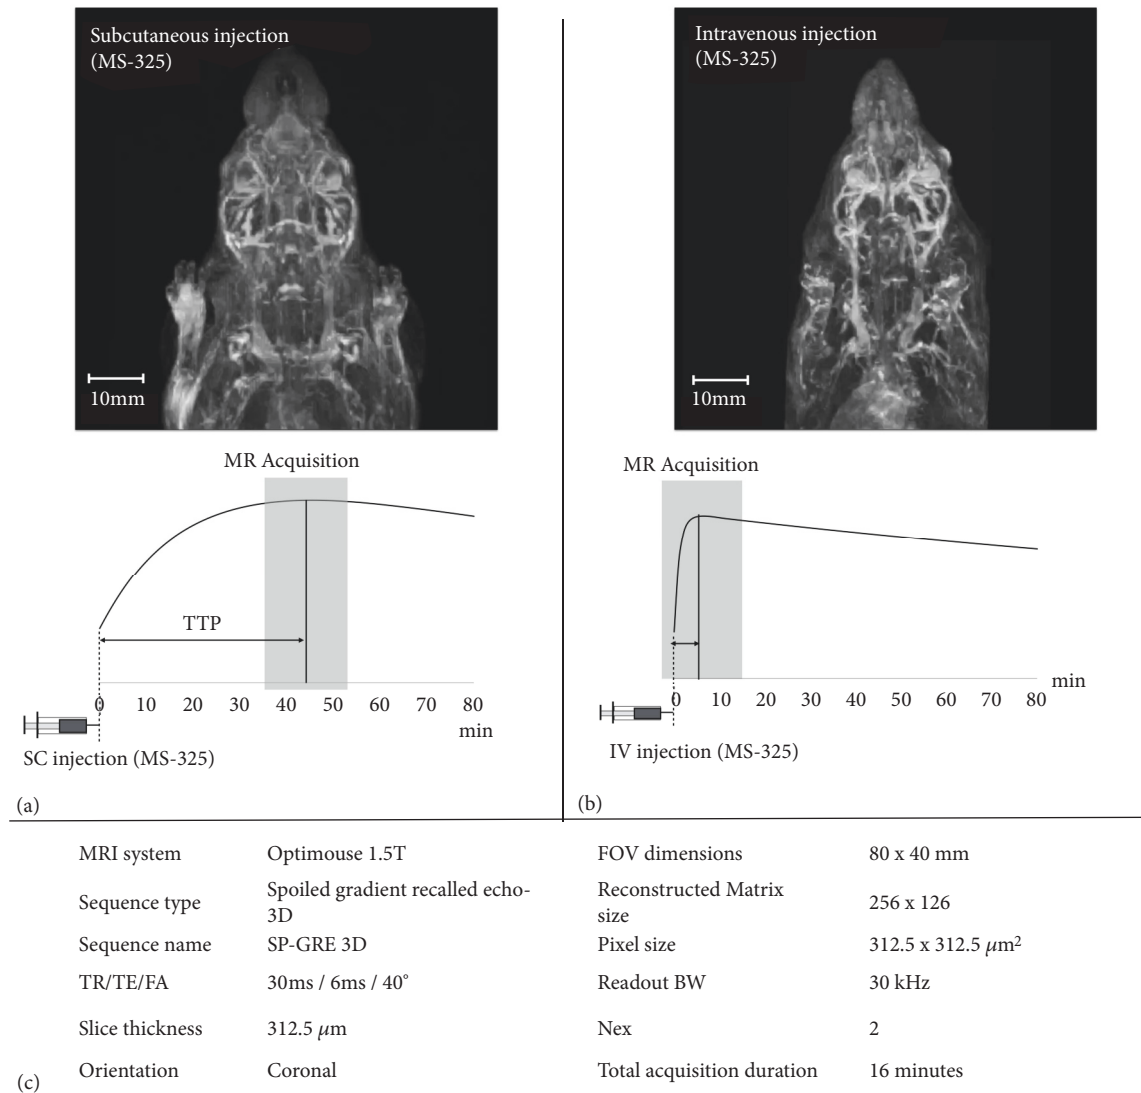 Subcutaneous injection
(MS-325)
10mm
MR Acquisition
TTP
0 10 20 30 40 50 60 70 80
min
SC injection (MS-325)
(a)
Intravenous injection
(MS-325)
10mm
MR Acquisition
0 10 20 30 40 50 60 70 80
min
IV injection (MS-325)
(b)
MRI system Optimouse 1.5T FOV dimensions 80 x 40 mm
Sequence type Spoiled gradient recalled echo-
3D
Reconstructed Matrix
size
256 x 126
Sequence name SP-GRE 3D Pixel size 312.5 x 312.5 μm²
TR/TE/FA 30ms / 6ms / 40° Readout BW 30 kHz
Slice thickness 312.5 μm Nex 2
Orientation Coronal Total acquisition duration 16 minutes
(c)